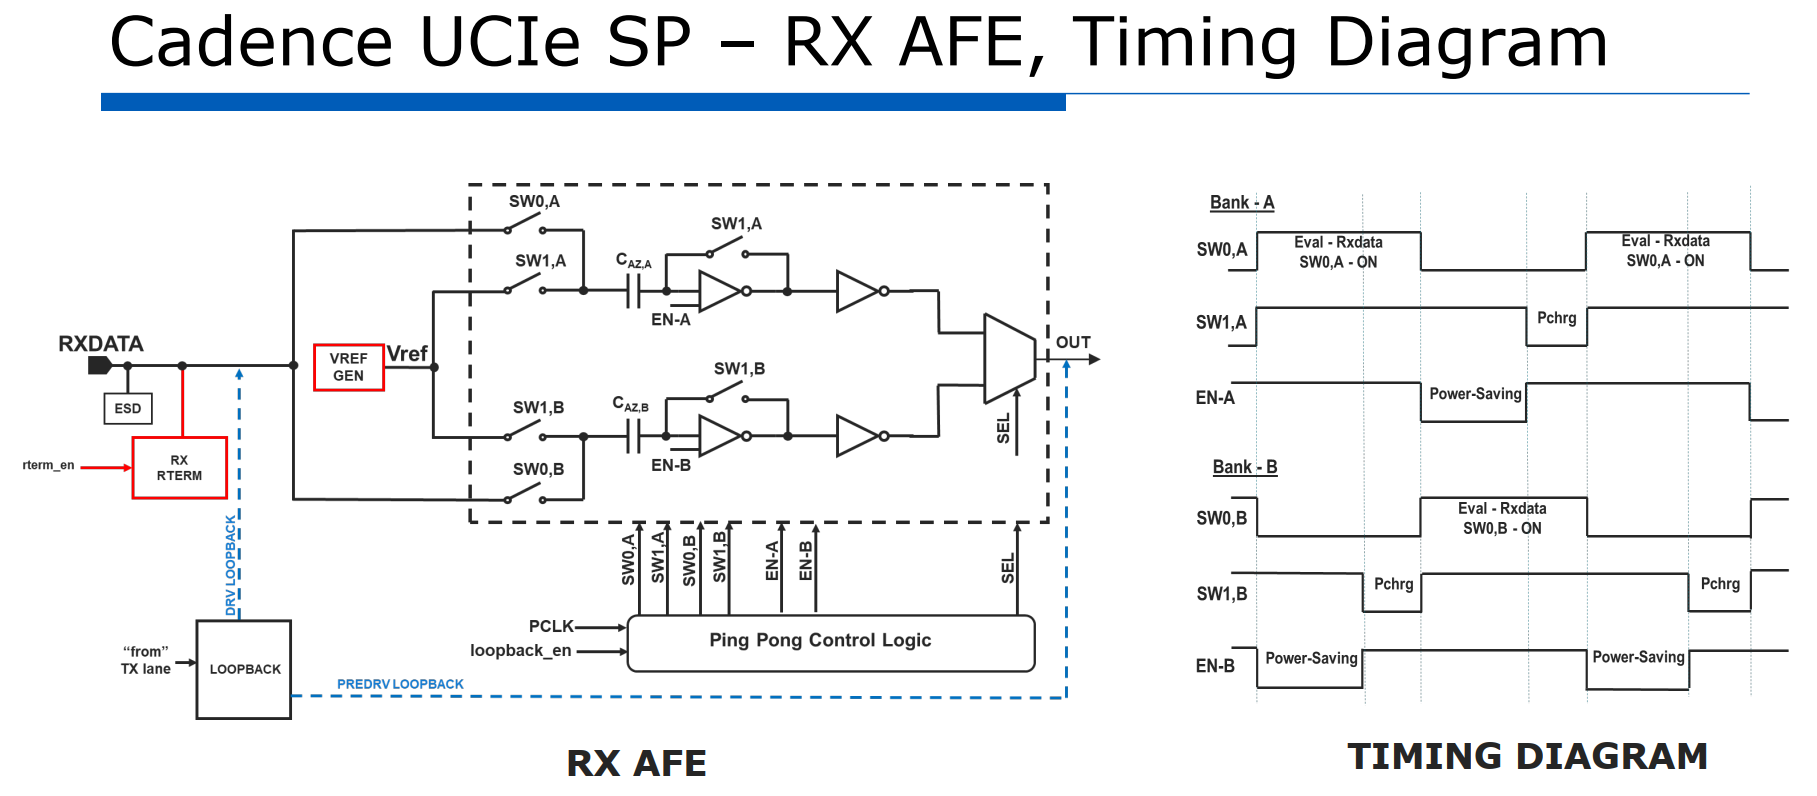 Cadence UCIe SP – RX AFE, Timing Diagram
SW0,A
SW1,A
SW1,A
CAZ,A
EN-A
RXDATA
ESD
RX
RTERM
rterm_en
VREF
GEN
Vref
SW1,B
SW0,B
SW1,B
CAZ,B
EN-B
SEL
OUT
SW0,A
SW1,A
SW0,B
SW1,B
EN-A
EN-B
SEL
PCLK
loopback_en
Ping Pong Control Logic
DRV LOOPBACK
“from”
TX lane
LOOPBACK
PREDRV LOOPBACK
RX AFE
Bank - A
SW0,A
Eval - Rxdata
SW0,A - ON
Eval - Rxdata
SW0,A - ON
SW1,A
Pchrg
EN-A
Power-Saving
Bank - B
SW0,B
Eval - Rxdata
SW0,B - ON
SW1,B
Pchrg
Pchrg
EN-B
Power-Saving
Power-Saving
TIMING DIAGRAM